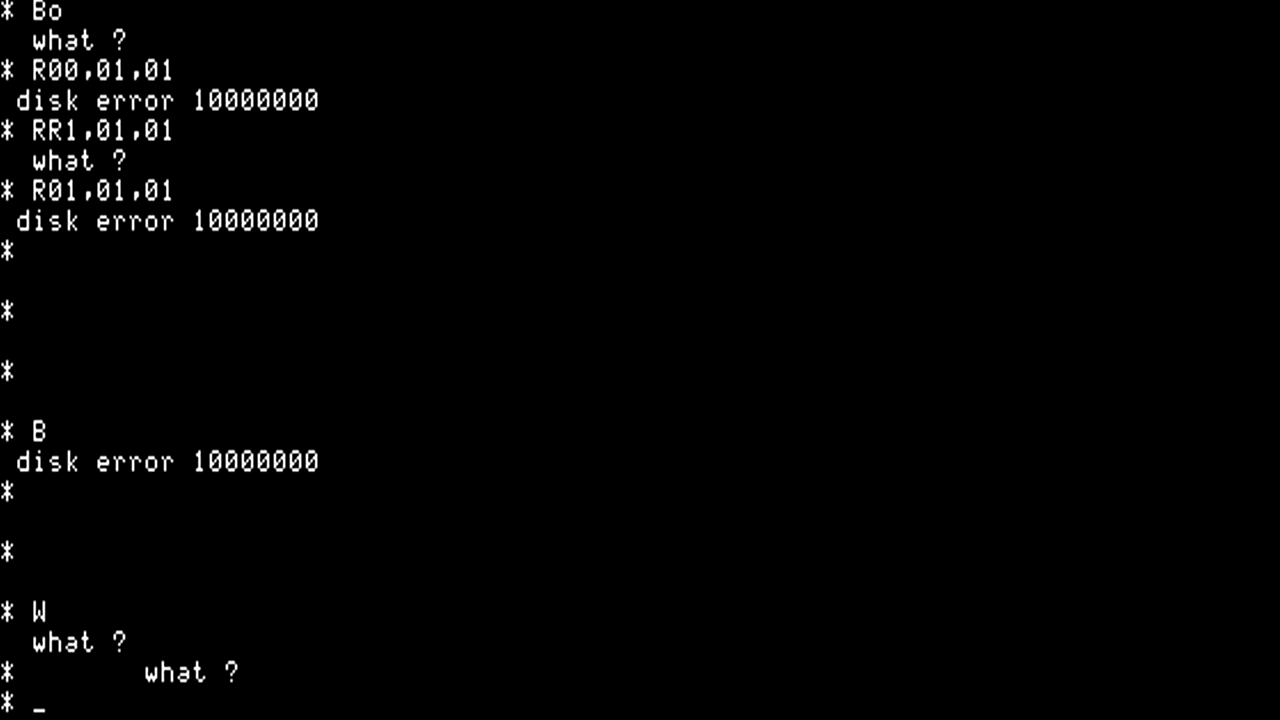 * Bo
what ?
* R00,01,01
disk error 10000000
* RR1,01,01
what ?
* R01,01,01
disk error 10000000
*
*
*
* B
disk error 10000000
*
*
* W
what ?
* what ?
* _